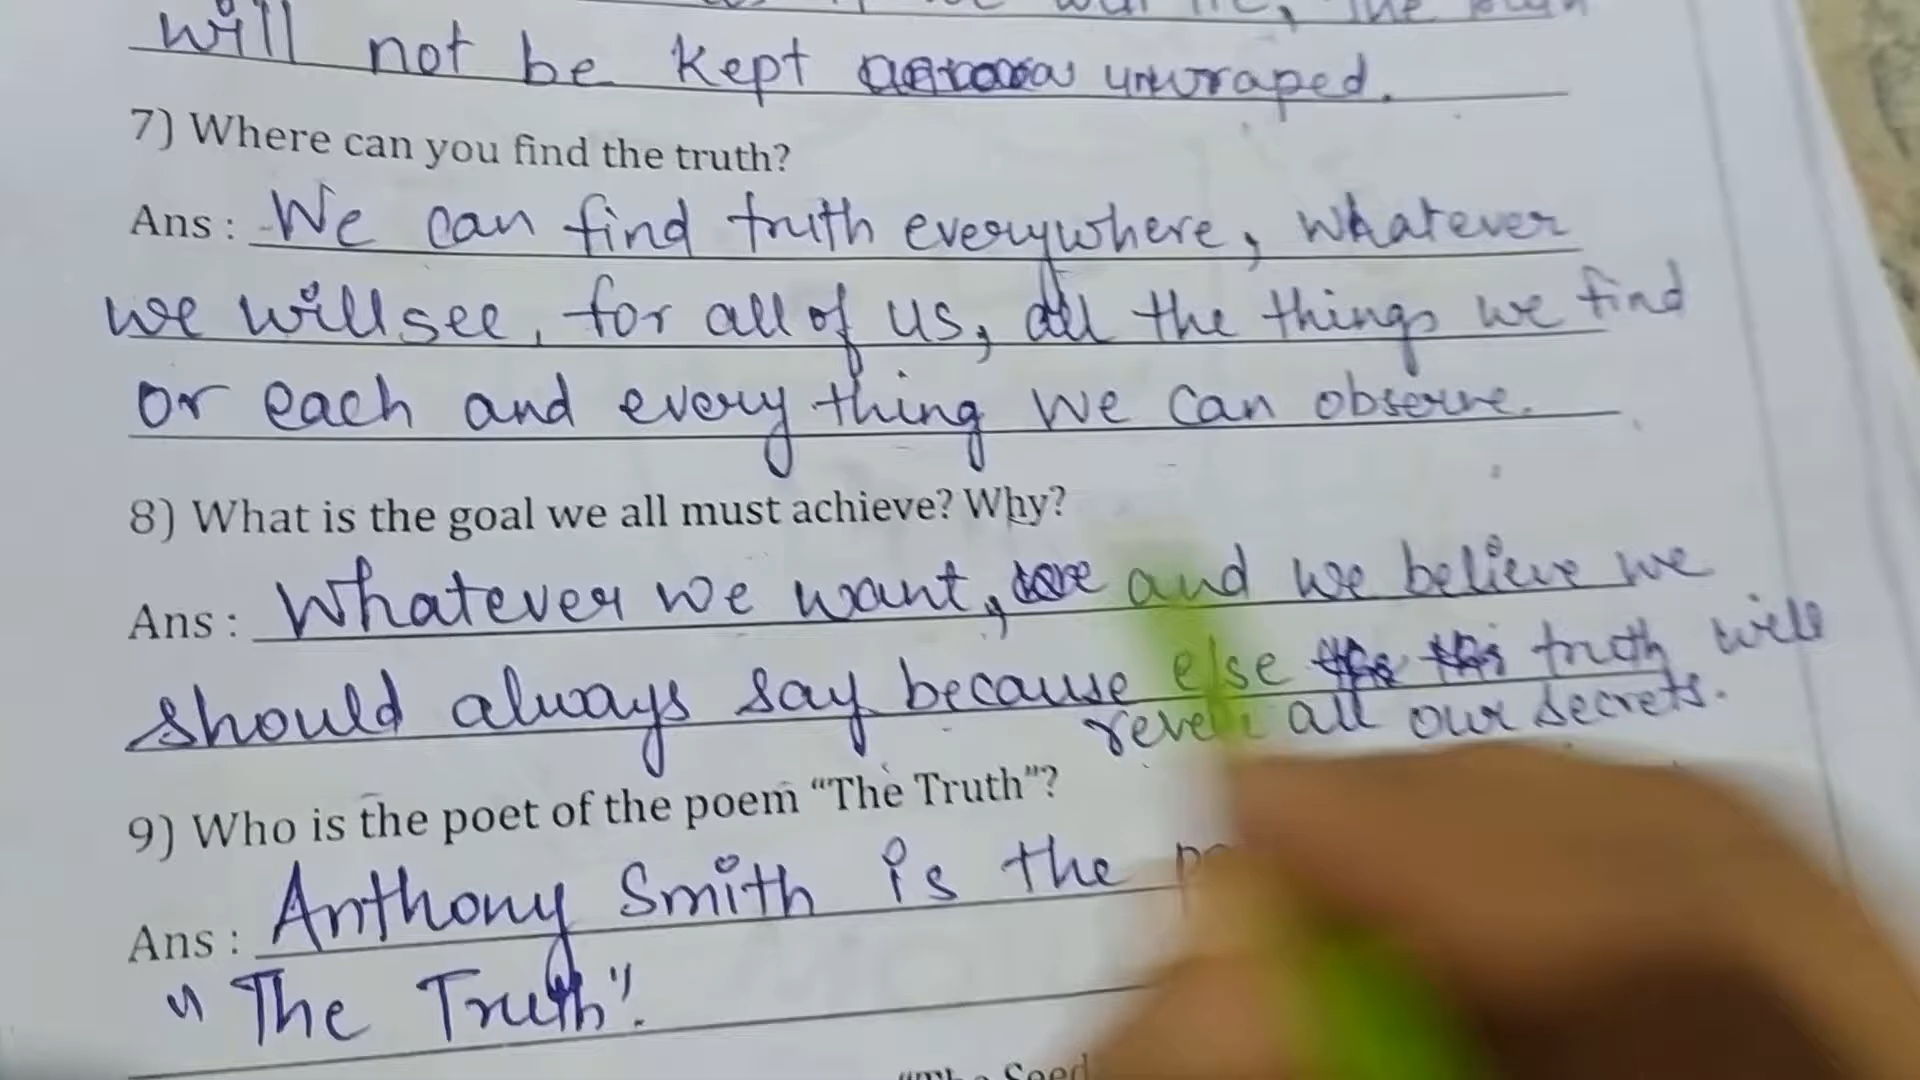 will not be kept unwraped.
7) Where can you find the truth?
Ans : We can find truth everywhere, whatever
we will see, for all of us, all the things we find
or each and every thing we can observe.
8) What is the goal we all must achieve? Why?
Ans : Whatever we want, and we believe we
should always say because else truth will
all our secrets.
9) Who is the poet of the poem "The Truth"?
Ans : Anthony Smith is the
"The Truth".
Seed